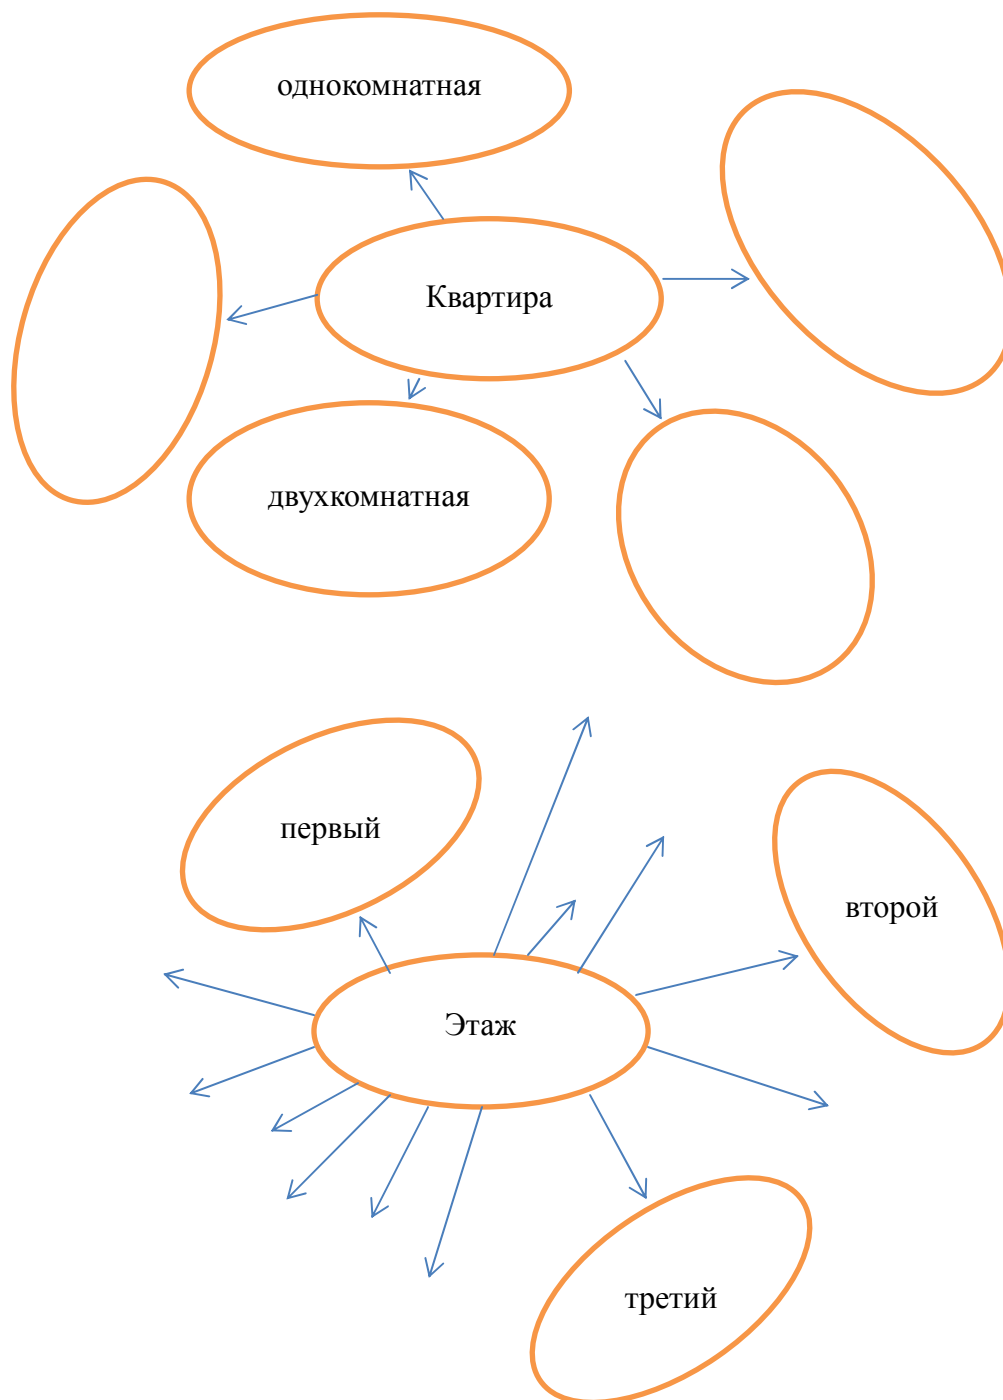 однокомнатная
Квартира
двухкомнатная
первый
второй
Этаж
третий